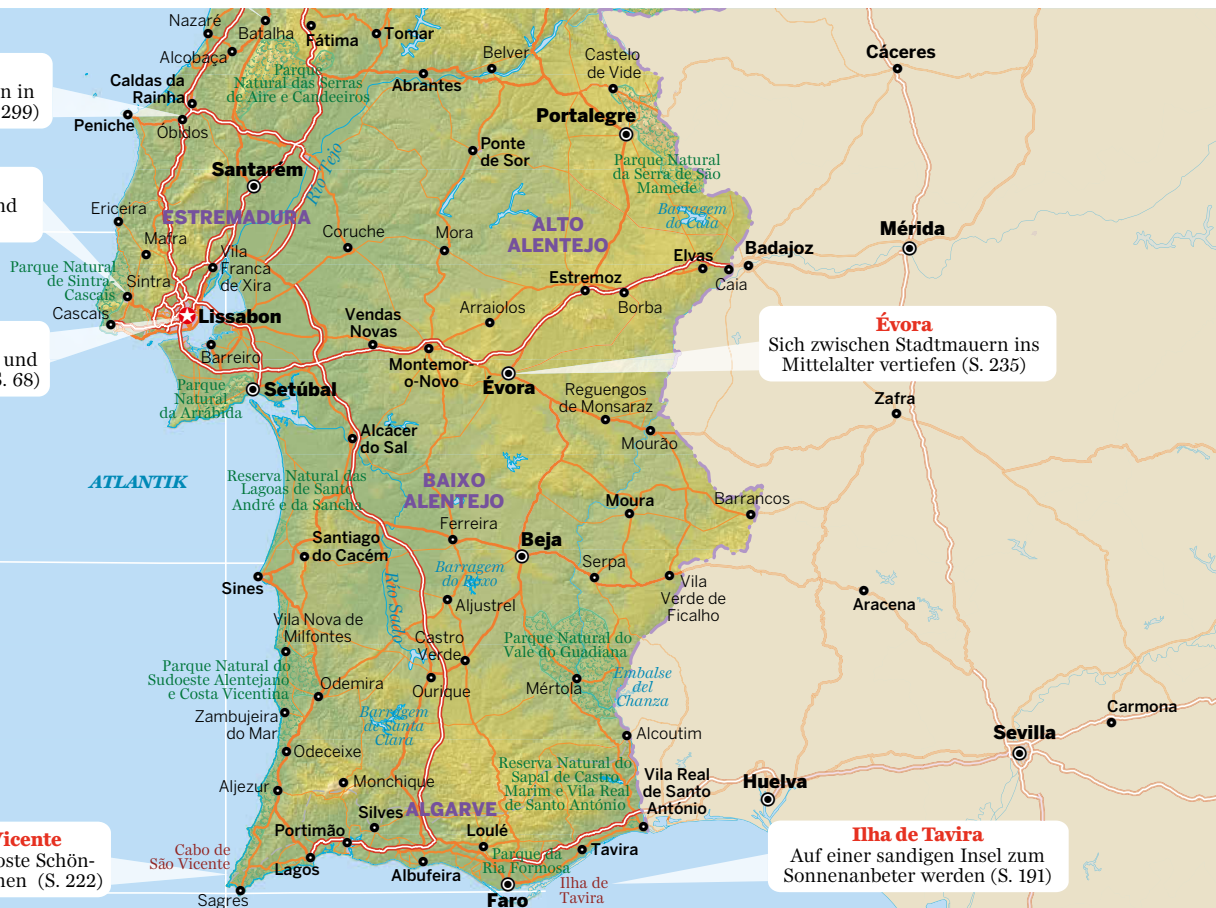 Nazaré
Batalha
Fátima
Tomar
Alcobaça
Belver
Castelo
de Vide
Cáceres
Caldas da
Rainha
Parque
Natural das Serras
de Aire e Candeeiros
Abrantes
n in
299)
Peniche
Óbidos
Portalegre
Ponte
de Sor
Santarém
Rio Tejo
Parque Natural
da Serra de São
Mamede
nd
Ericeira
ESTREMADURA
Barragem
do Caia
ALTO
ALENTEJO
Coruche
Mora
Mérida
Mafra
Vila
Franca
de Xira
Elvas
Badajoz
Caia
Parque Natural
de Sintra-
Cascais
Sintra
Estremoz
Borba
Cascais
Lissabon
Vendas
Novas
Arraiolos
Évora
Sich zwischen Stadtmauern ins
Mittelalter vertiefen (S. 235)
und
S. 68)
Barreiro
Montemor-
o-Novo
Évora
Parque
Natural
da Arrábida
Setúbal
Reguengos
de Monsaraz
Zafra
Mourão
Alcácer
do Sal
ATLANTIK
Reserva Natural das
Lagoas de Santo
André e da Sancha
BAIXO
ALENTEJO
Moura
Barrancos
Ferreira
Santiago
do Cacém
Beja
Sines
Barragem
do Roxo
Serpa
Vila
Verde de
Ficalho
Aracena
Rio Sado
Aljustrel
Vila Nova de
Milfontes
Castro
Verde
Parque Natural do
Vale do Guadiana
Parque Natural do
Sudoeste Alentejano
e Costa Vicentina
Odemira
Ourique
Mértola
Embalse
del
Chanza
Zambujeira
do Mar
Barragem
de Santa
Clara
Carmona
Alcoutim
Sevilla
Odeceixe
Aljezur
Monchique
Reserva Natural do
Sapal de Castro
Marim e Vila Real
de Santo António
Vila Real
de Santo
António
Huelva
Silves
ALGARVE
Portimão
Loulé
Vicente
oste Schön-
nen (S. 222)
Cabo de
São Vicente
Lagos
Albufeira
Parque da
Ria Formosa
Tavira
Ilha de Tavira
Auf einer sandigen Insel zum
Sonnenanbeter werden (S. 191)
Sagres
Faro
Ilha de
Tavira